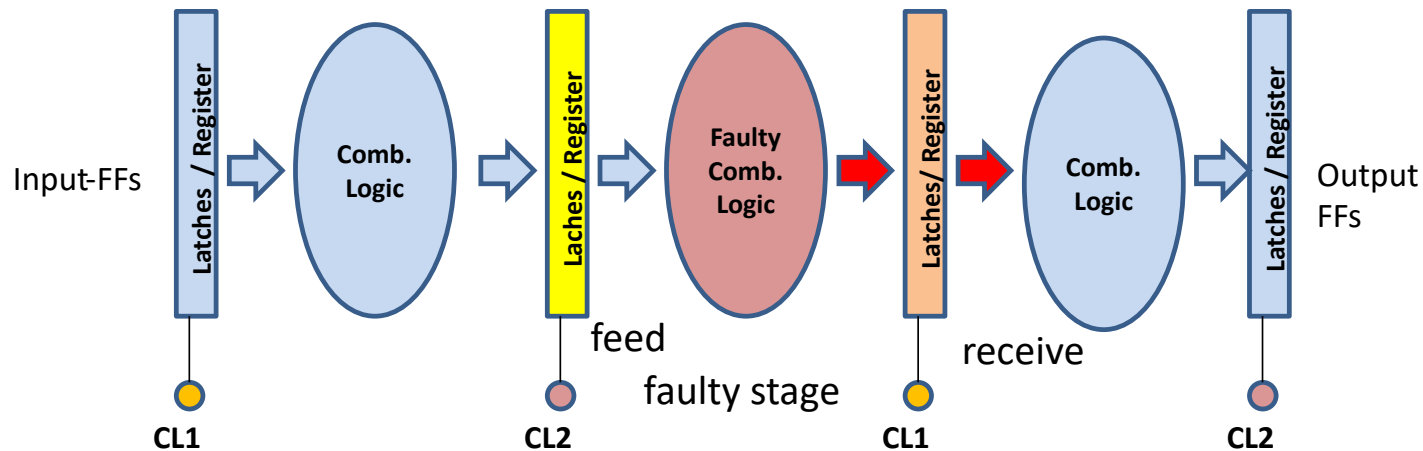 Input-FFs
Latches / Register
Comb.
Logic
Laches / Register
Faulty
Comb.
Logic
Latches/ Register
Comb.
Logic
Latches / Register
Output
FFs
feed
receive
faulty stage
CL1
CL2
CL1
CL2